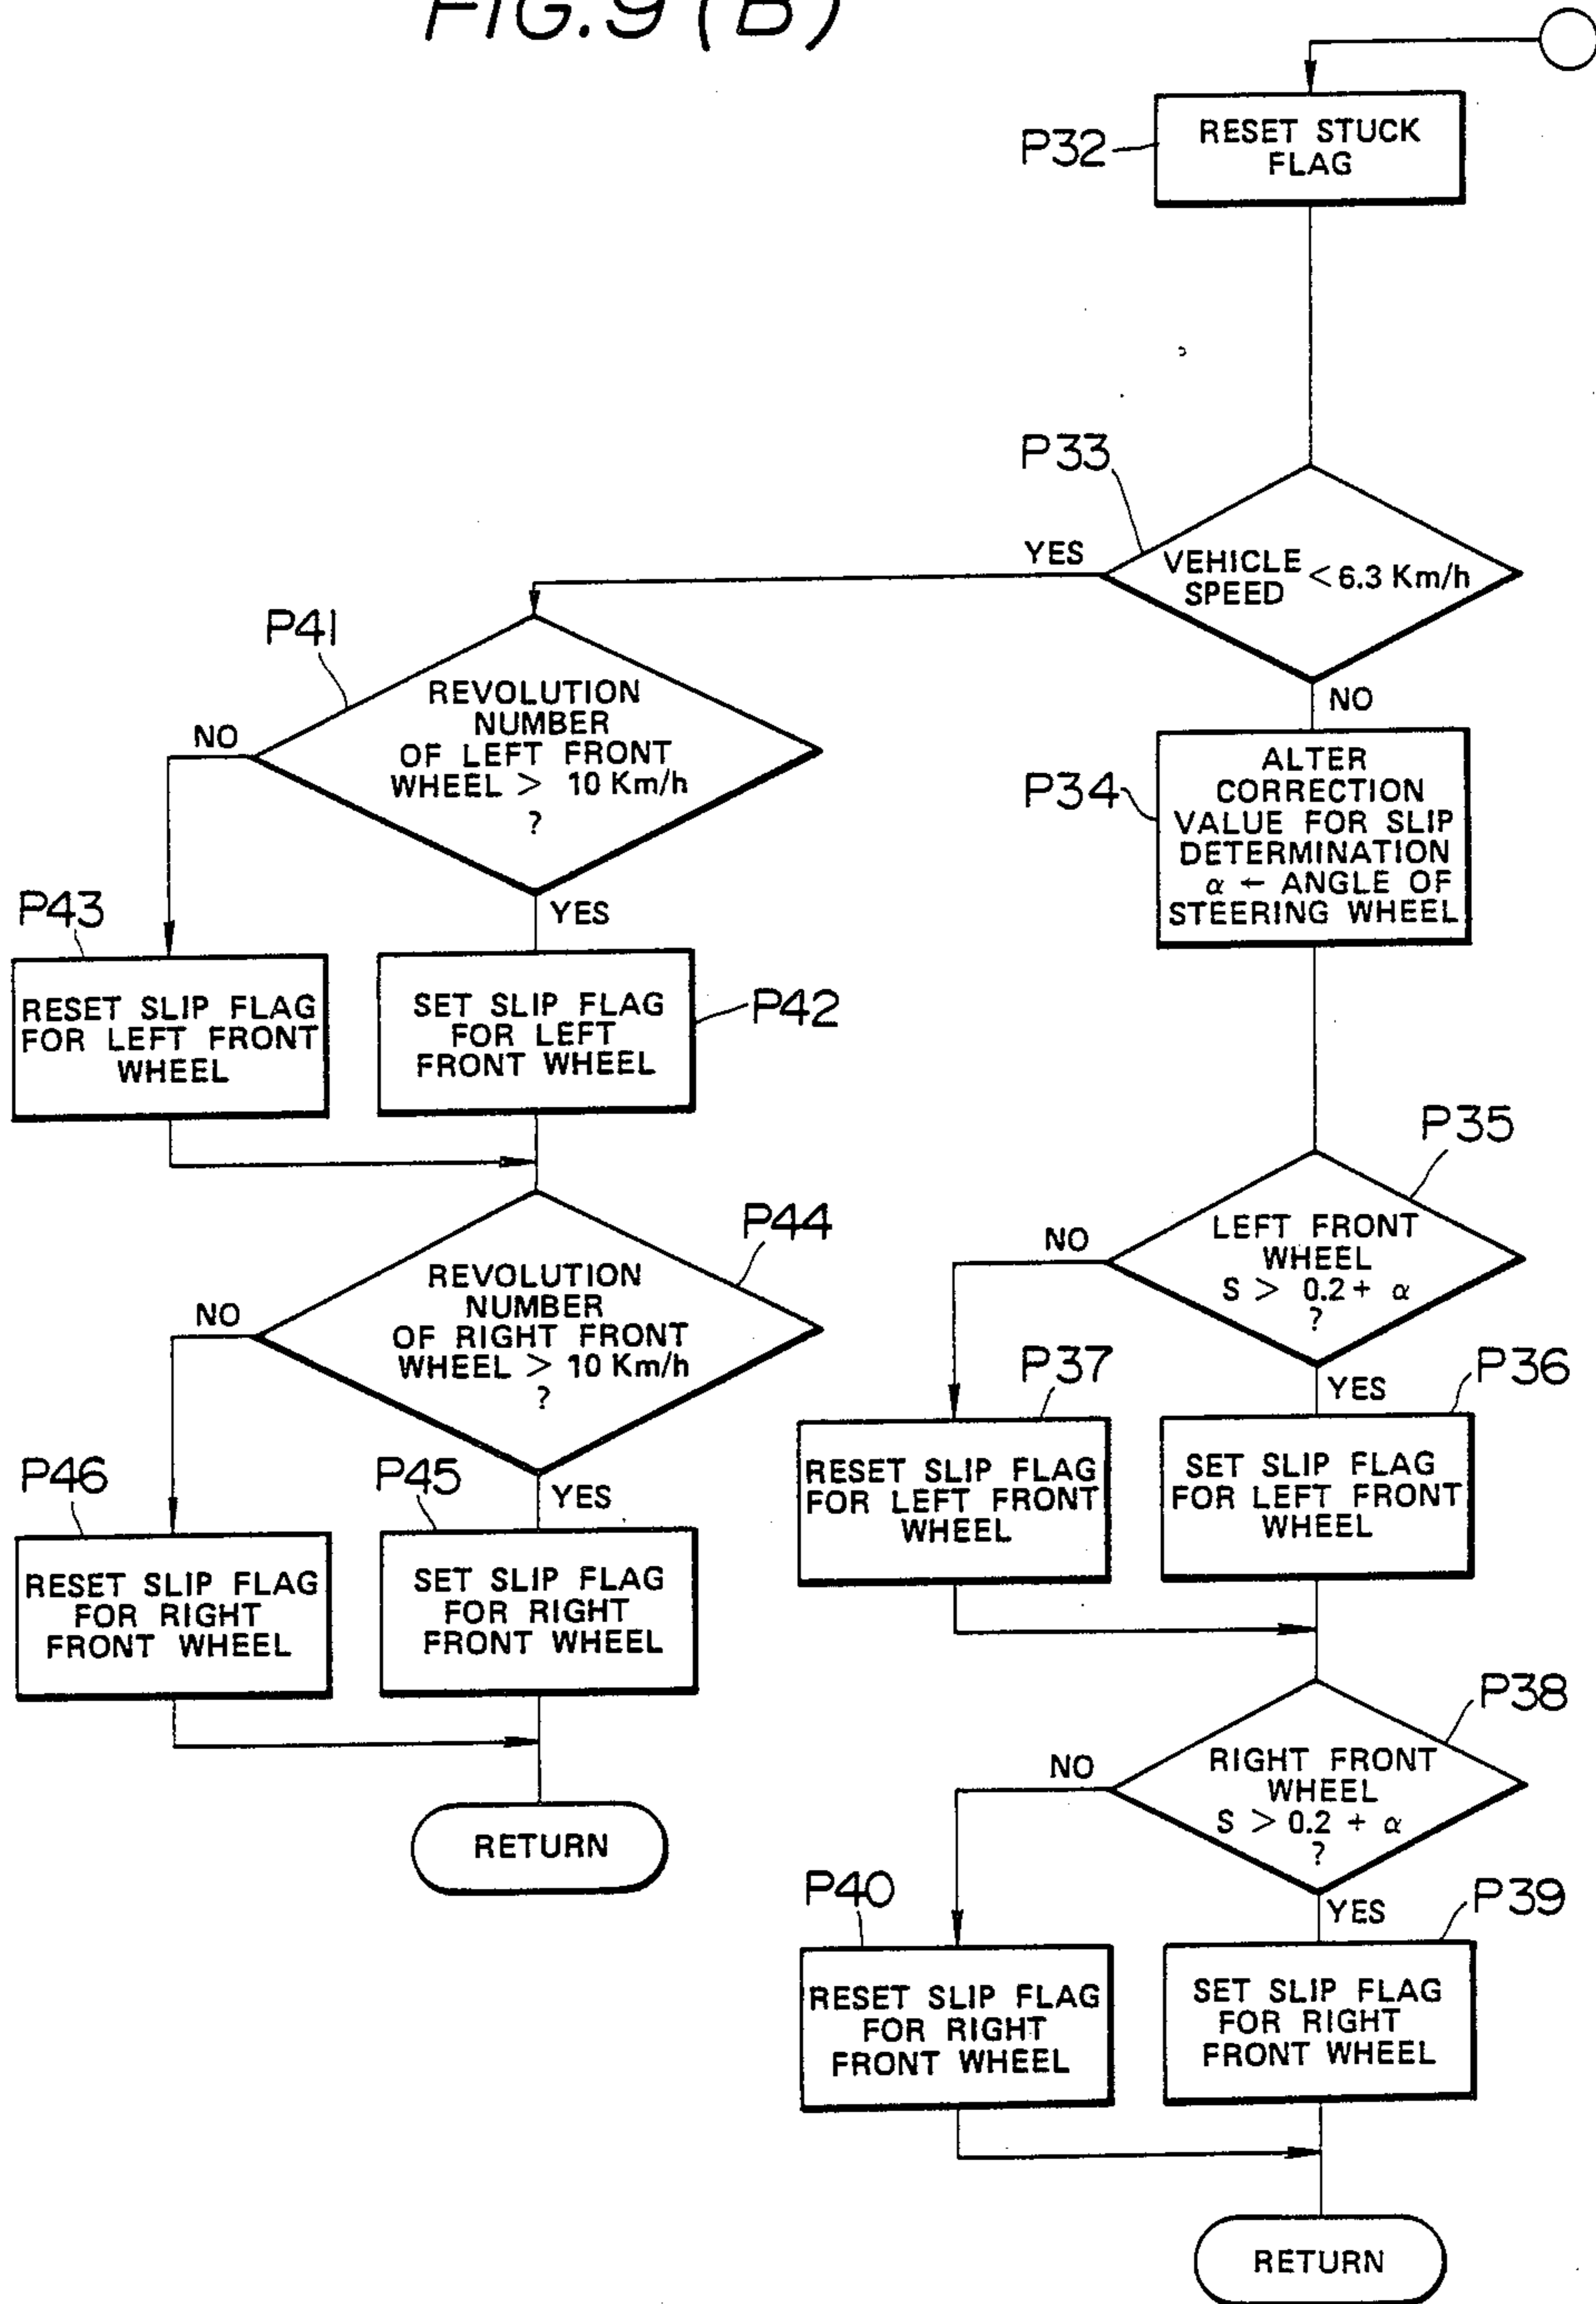 FIG.9 (B)
P32
RESET STUCK
FLAG
P33
YES
VEHICLE
SPEED
< 6.3 Km/h
NO
P41
REVOLUTION
NUMBER
OF LEFT FRONT
WHEEL > 10 Km/h
?
NO
YES
P34
ALTER
CORRECTION
VALUE FOR SLIP
DETERMINATION
α ← ANGLE OF
STEERING WHEEL
P43
RESET SLIP FLAG
FOR LEFT FRONT
WHEEL
SET SLIP FLAG
FOR LEFT
FRONT WHEEL
P42
P35
LEFT FRONT
WHEEL
S > 0.2 + α
?
NO
YES
P44
REVOLUTION
NUMBER
OF RIGHT FRONT
WHEEL > 10 Km/h
?
NO
YES
P37
RESET SLIP FLAG
FOR LEFT FRONT
WHEEL
P36
SET SLIP FLAG
FOR LEFT FRONT
WHEEL
P46
RESET SLIP FLAG
FOR RIGHT
FRONT WHEEL
P45
SET SLIP FLAG
FOR RIGHT
FRONT WHEEL
RETURN
P38
RIGHT FRONT
WHEEL
S > 0.2 + α
?
NO
YES
P40
RESET SLIP FLAG
FOR RIGHT
FRONT WHEEL
P39
SET SLIP FLAG
FOR RIGHT
FRONT WHEEL
RETURN